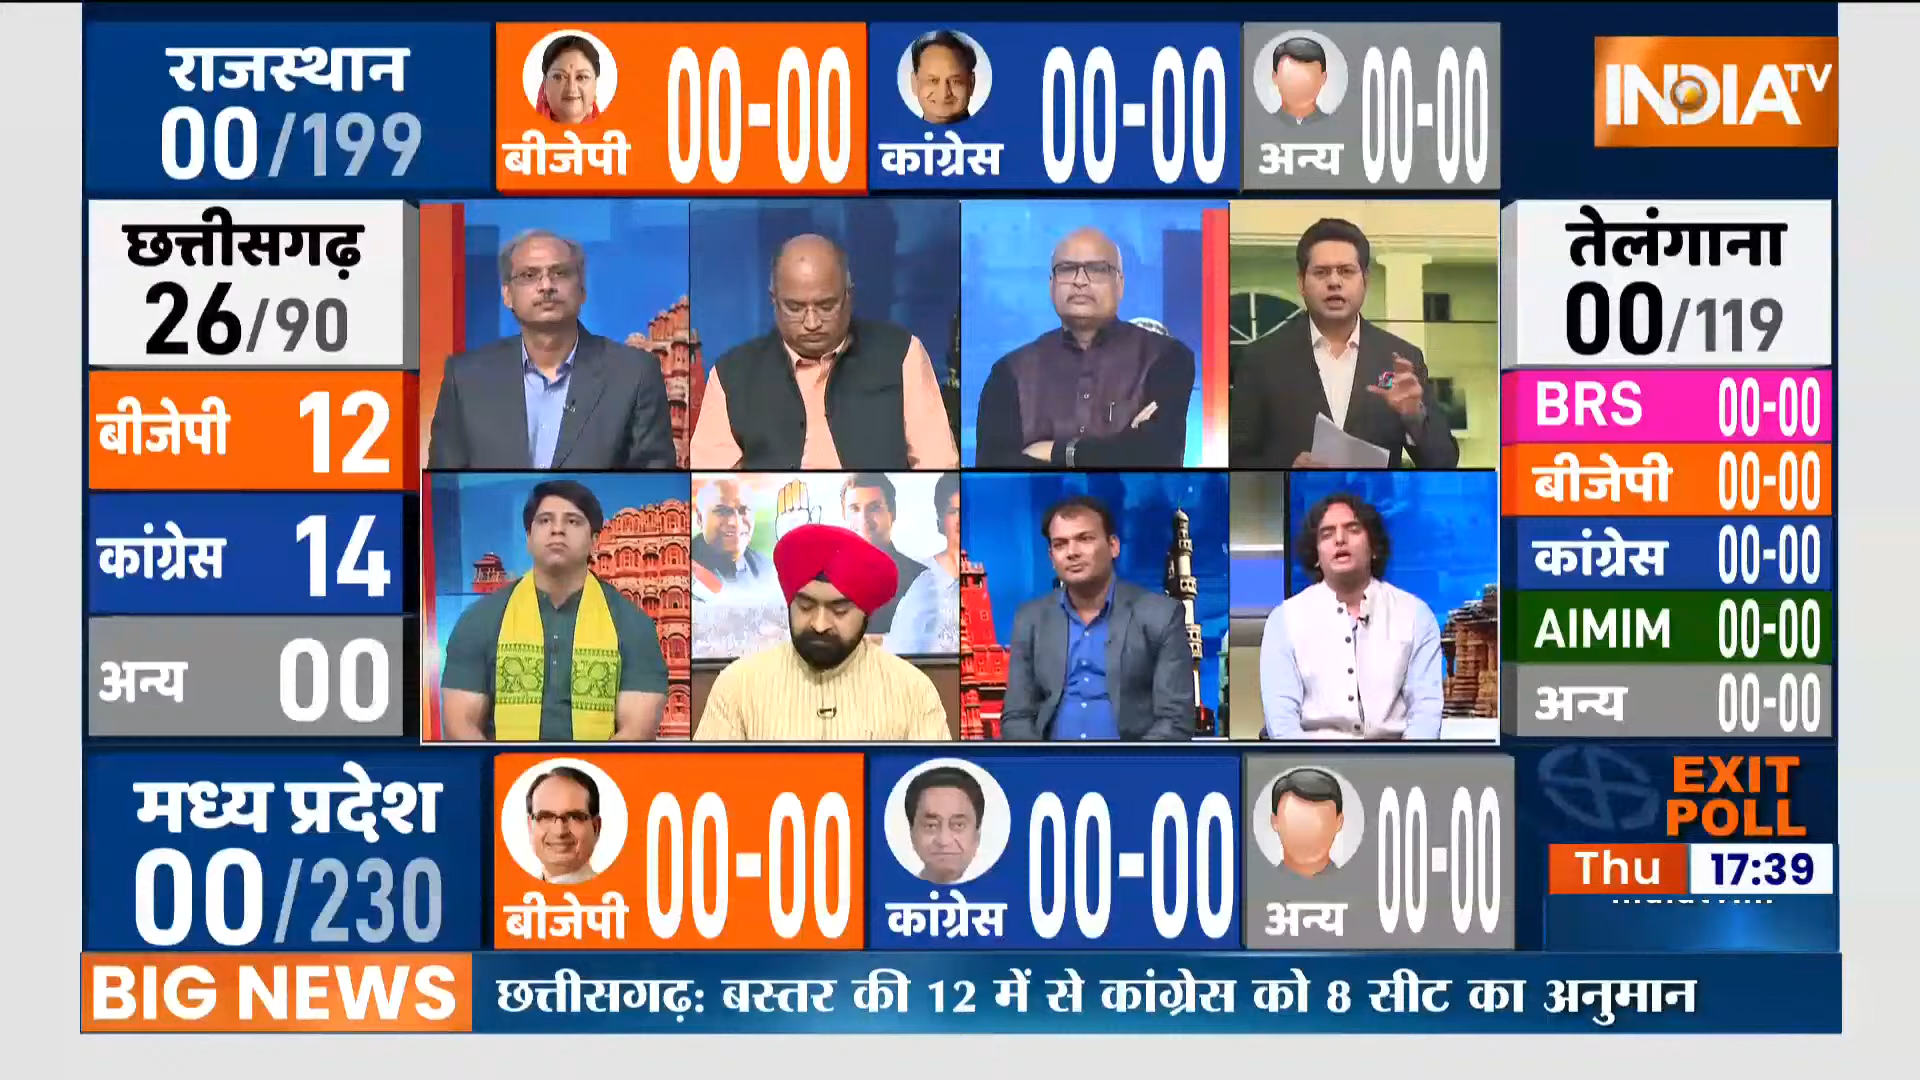 राजस्थान
00/199
बीजेपी
00-00
कांग्रेस
00-00
अन्य
00-00
INDIA TV
छत्तीसगढ़
26/90
बीजेपी 12
कांग्रेस 14
अन्य 00
तेलंगाना
00/119
BRS 00-00
बीजेपी 00-00
कांग्रेस 00-00
AIMIM 00-00
अन्य 00-00
मध्य प्रदेश
00/230
बीजेपी
00-00
कांग्रेस
00-00
अन्य
00-00
EXIT
POLL
Thu 17:39
BIG NEWS
छत्तीसगढ़: बस्तर की 12 में से कांग्रेस को 8 सीट का अनुमान